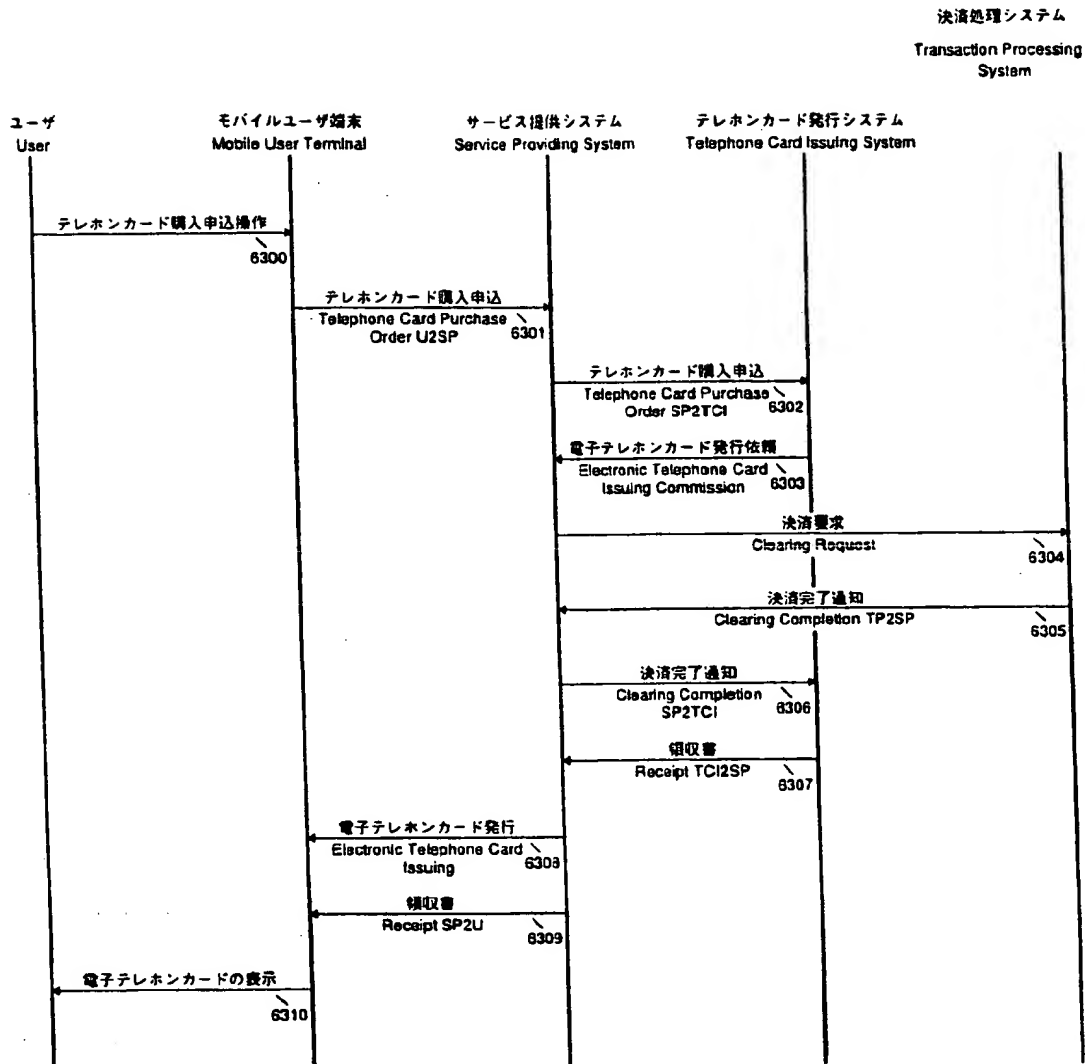 決済処理システム
Transaction Processing
System
ユーザ
User
モバイルユーザ端末
Mobile User Terminal
サービス提供システム
Service Providing System
テレホンカード発行システム
Telephone Card Issuing System
テレホンカード購入申込操作
6300
テレホンカード購入申込
Telephone Card Purchase
Order U2SP
6301
テレホンカード購入申込
Telephone Card Purchase
Order SP2TCI
6302
電子テレホンカード発行依頼
Electronic Telephone Card
Issuing Commission
6303
決済要求
Clearing Request
6304
決済完了通知
Clearing Completion TP2SP
6305
決済完了通知
Clearing Completion
SP2TCI
6306
領収書
Receipt TCI2SP
6307
電子テレホンカード発行
Electronic Telephone Card
Issuing
6308
領収書
Receipt SP2U
6309
電子テレホンカードの表示
6310